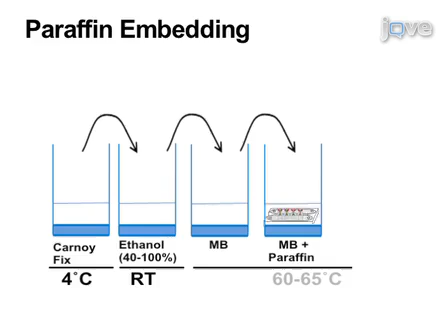 Paraffin Embedding
jove
Carnoy
Fix
Ethanol
(40-100%)
MB
MB +
Paraffin
4˚C
RT
60-65˚C